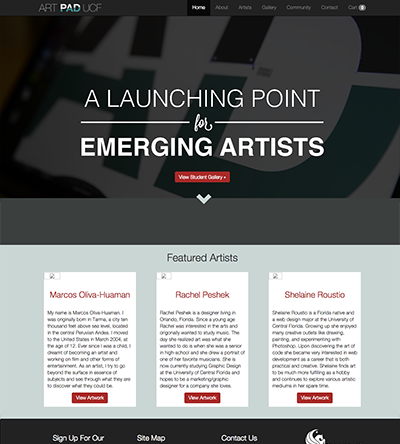 ART PAD UCF
Home About Artists Gallery Community Contact Cart 0
A LAUNCHING POINT
for
EMERGING ARTISTS
View Student Gallery »
Featured Artists
Marcos Oliva-Huaman
My name is Marcos Oliva-Huaman. I
was originaly born in Tarma, a city ten
thousand feet above sea level, located
in the central Peruvian Andes. I moved
to the United States in March 2004, at
the age of 12. Ever since I was a child, I
dreamt of becoming an artist and
working on film and other forms of
entertainment. As an artist, I try to go
beyond the surface in essence of
subjects and see through what they are
to discover what they could be.
View Artwork
Rachel Peshek
Rachel Peshek is a designer living in
Orlando, Florida. Since a young age
Rachel was interested in the arts and
originally wanted to study music. The
day she realized art was what she
wanted to do is when she was a senior
in high school and she drew a portrait of
one of her favorite musicians. She is
now currently studying Graphic Design
at the University of Central Florida and
hopes to be a marketing/graphic
designer for a company she loves.
View Artwork
Shelaine Roustio
Shelaine Roustio is a Florida native and
a web design major at the University of
Central Florida. Growing up she enjoyed
many creative outlets like drawing,
painting, and experimenting with
Photoshop. Upon discovering the art of
code she became very interested in web
development as a career that is both
practical and creative. Shelaine finds art
to be much more fulfilling as a hobby
and continues to explore various artistic
mediums in her spare time.
View Artwork
Sign Up For Our
Site Map
Contact Us